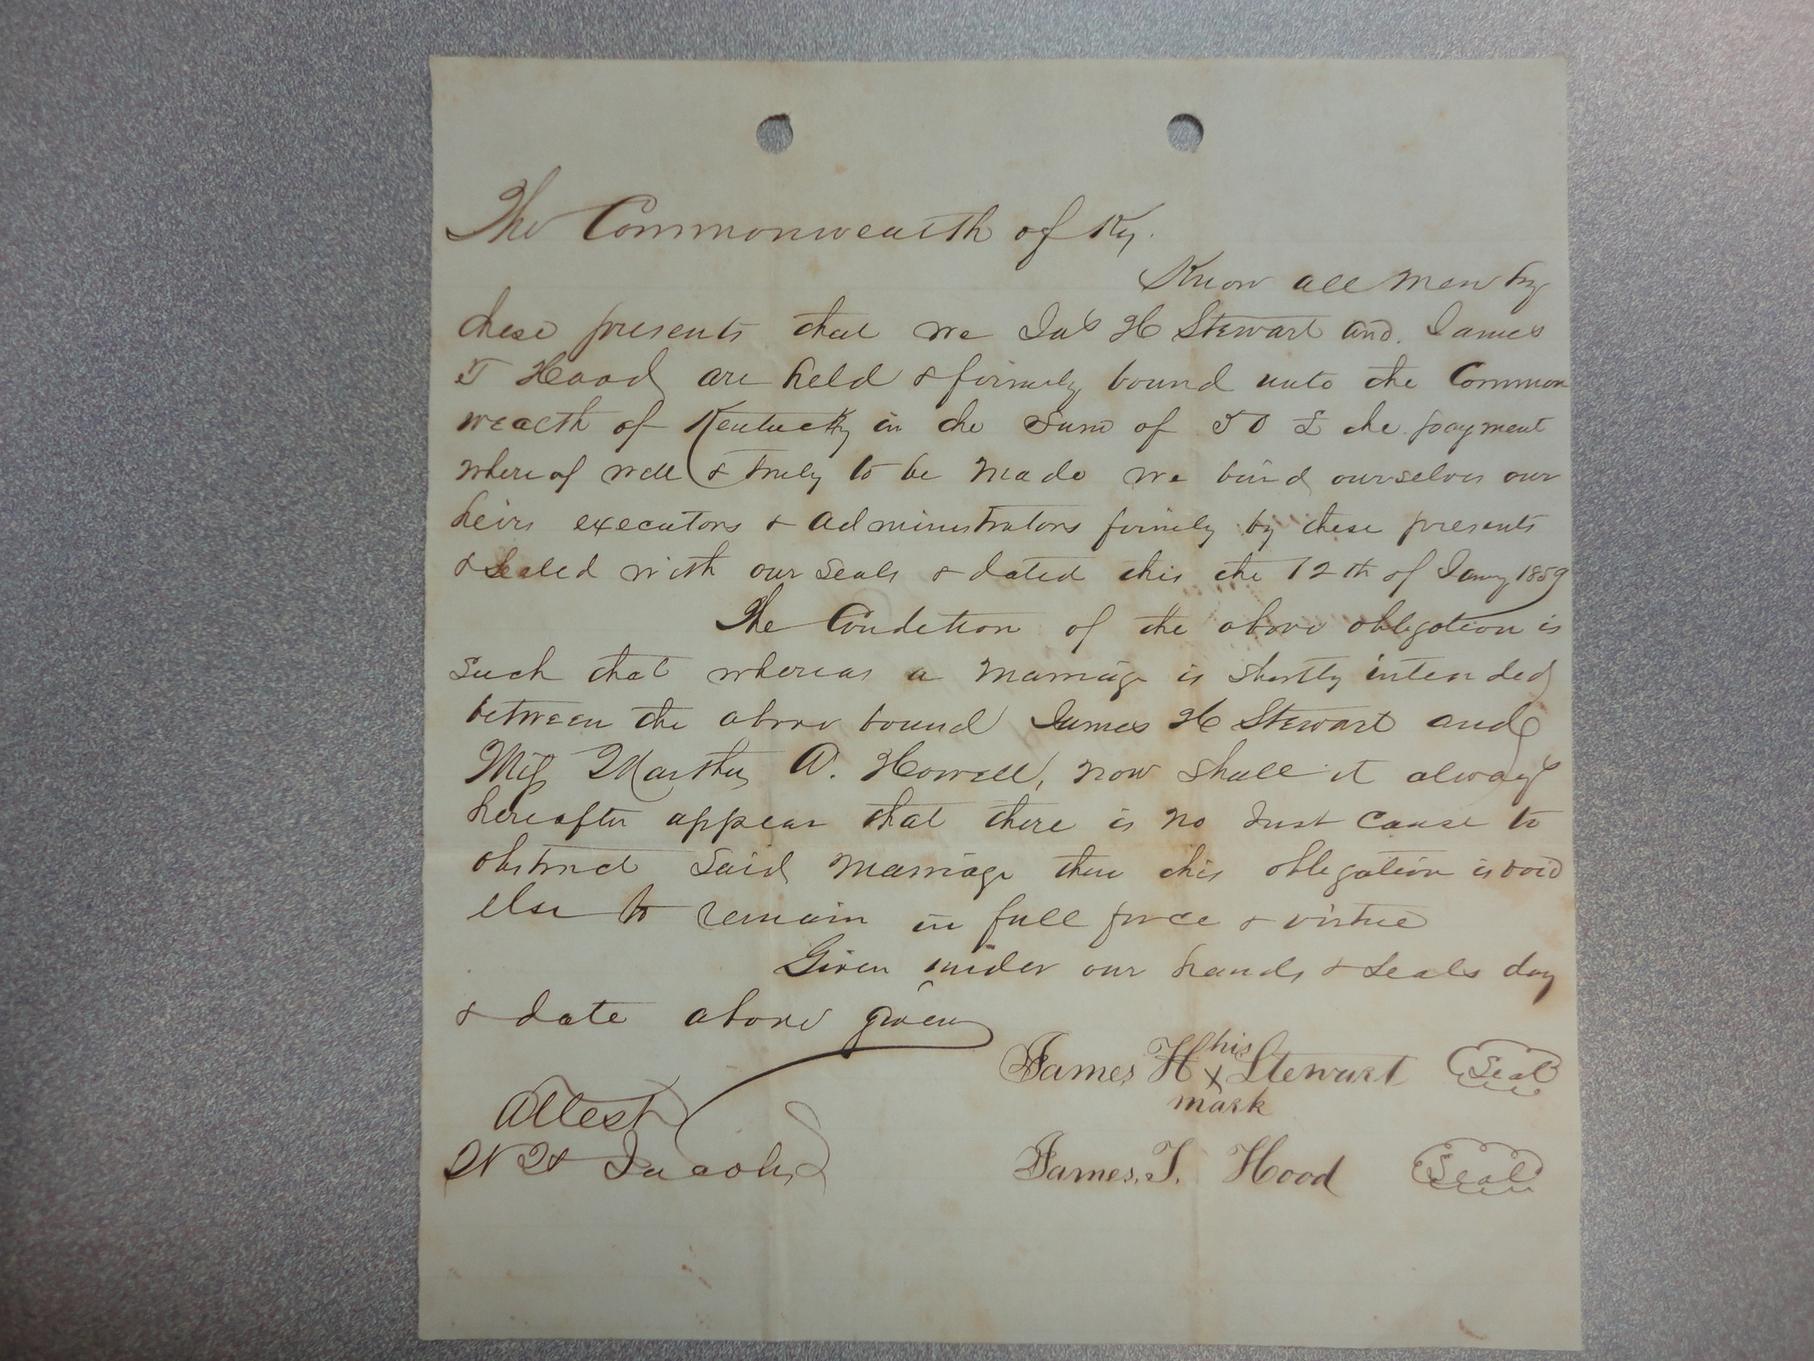 The Commonwealth of Ky.
Know all men by
these presents that we Jas H Stewart and James
T Hood are held & firmly bound unto the Common
wealth of Kentucky in the sum of 50 £ the payment
where of well & truly to be made we bind ourselves our
heirs executors & administrators firmly by these presents
& sealed with our seals & dated this the 12th of Jany 1859
The Condition of the above obligation is
such that whereas a marriage is shortly intended
between the above bound James H Stewart and
Miss Martha A. Howell, now shall it always
hereafter appear that there is no Just cause to
obstruct said marriage then this obligation is void
else to remain in full force & virtue
Given under our hands & seals day
& date above given
James H his Stewart Seal
x
mark
Attest
Jacobs
James. T. Hood Seal